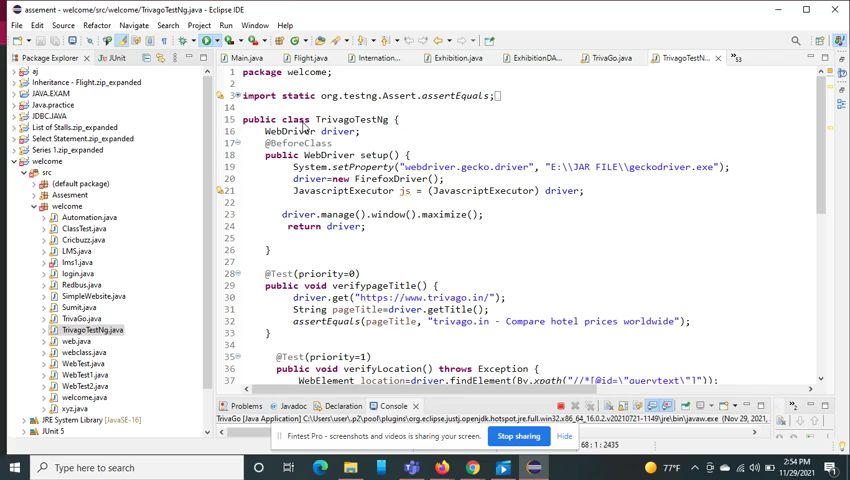 assement - welcome/src/welcome/TrivagoTestNg.java - Eclipse IDE
File Edit Source Refactor Navigate Search Project Run Window Help
Package Explorer JUnit
Main.java Flight.java Internation... Exhibition.java ExhibitionDA... TrivaGo.java TrivagoTestN... 53
aj
Inheritance - Flight.zip_expanded
JAVA.EXAM
Java.practice
JDBC.JAVA
List of Stalls.zip_expanded
Select Statement.zip_expanded
Series 1.zip_expanded
welcome
src
(default package)
Assesment
welcome
Automation.java
ClassTest.java
Cricbuzz.java
LMS.java
lms1.java
login.java
Redbus.java
SimpleWebsite.java
Sumit.java
TrivaGo.java
TrivagoTestNg.java
web.java
webclass.java
WebTest.java
WebTest1.java
WebTest2.java
welcome.java
xyz.java
JRE System Library [JavaSE-16]
JUnit 5
1 package welcome;
2
3 import static org.testng.Assert.assertEquals;
14
15 public class TrivagoTestNg {
16 WebDriver driver;
17 @BeforeClass
18 public WebDriver setup() {
19 System.setProperty("webdriver.gecko.driver", "E:\\JAR FILE\\geckodriver.exe");
20 driver=new FirefoxDriver();
21 JavascriptExecutor js = (JavascriptExecutor) driver;
22
23 driver.manage().window().maximize();
24 return driver;
25
26 }
27
28 @Test(priority=0)
29 public void verifypageTitle() {
30 driver.get("https://www.trivago.in/");
31 String pageTitle=driver.getTitle();
32 assertEquals(pageTitle, "trivago.in - Compare hotel prices worldwide");
33 }
34
35 @Test(priority=1)
36 public void verifyLocation() throws Exception {
37 WebElement location=driver.findElement(By.xpath("//*[@id=\"querytext\"]"));
Problems Javadoc Declaration Console 2
TrivaGo [Java Application] C:\Users\user\.p2\pool\plugins\org.eclipse.justj.openjdk.hotspot.jre.full.win32.x86_64_16.0.2.v20210721-1149\jre\bin\javaw.exe (Nov 29, 2021
Fintest Pro - screenshots and videos is sharing your screen. Stop sharing Hide
68 : 1 : 2435
Type here to search
77°F
2:54 PM
11/29/2021